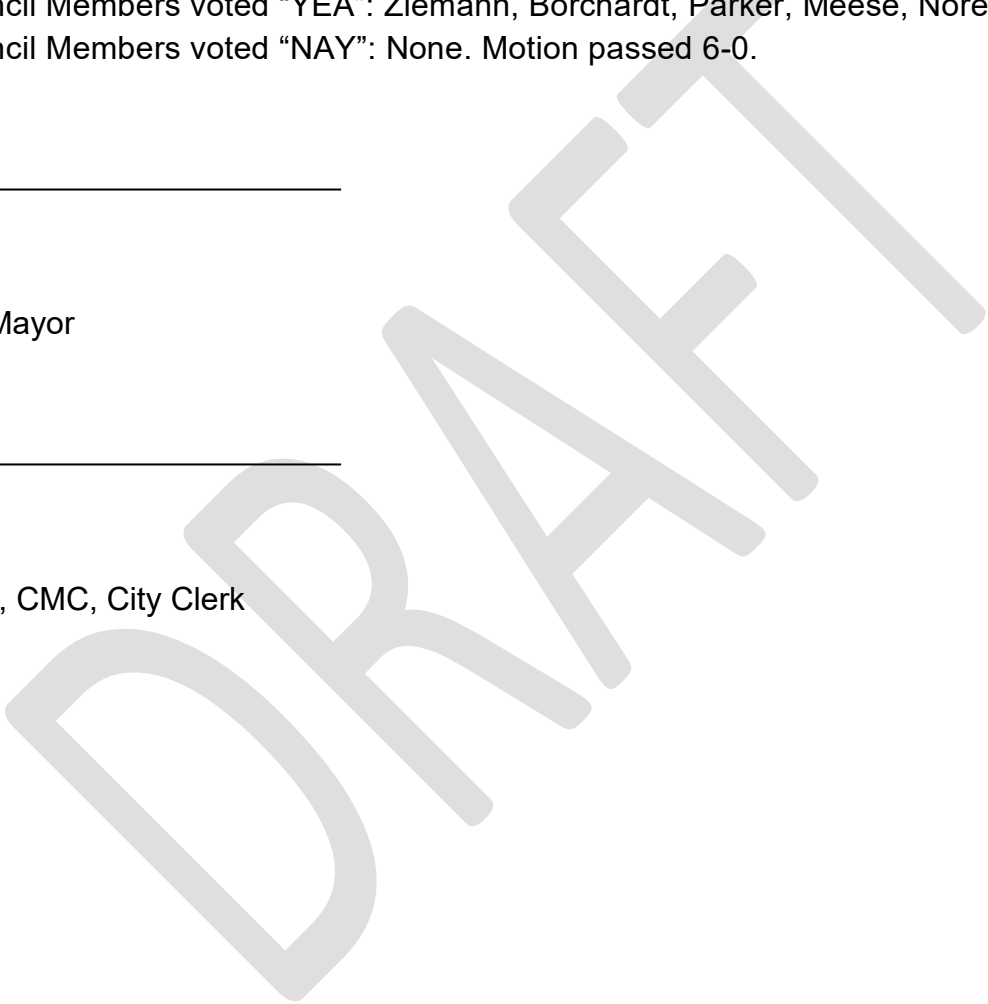 ncil Members voted “YEA”: Ziemann, Borchardt, Parker, Meese, Nore
ncil Members voted “NAY”: None. Motion passed 6-0.
Mayor
, CMC, City Clerk
DRAFT